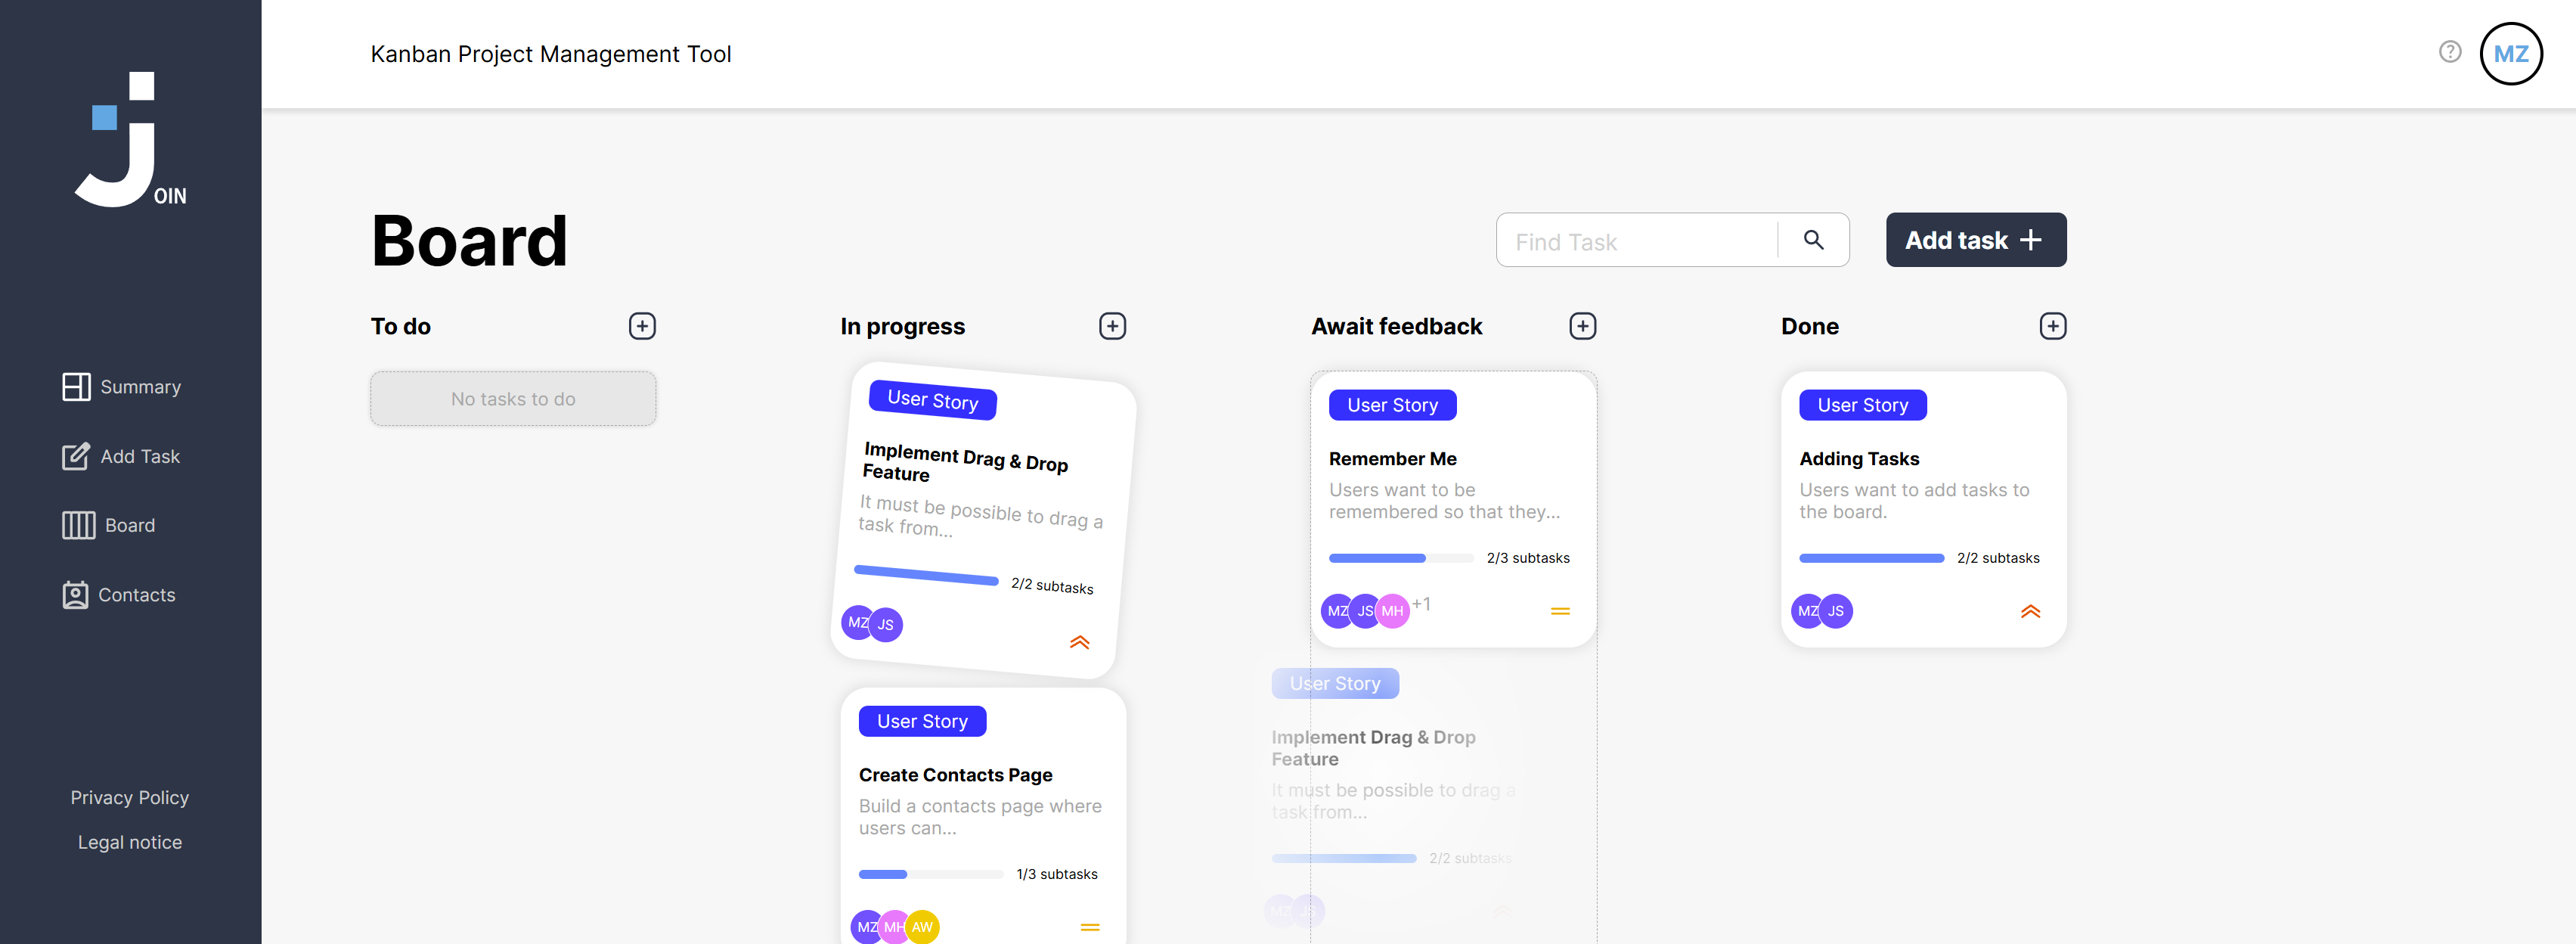 Kanban Project Management Tool
MZ
OIN
Summary
Add Task
Board
Contacts
Privacy Policy
Legal notice
Board
Find Task
Add task
To do
No tasks to do
In progress
User Story
Implement Drag & Drop
Feature
It must be possible to drag a
task from...
2/2 subtasks
MZ JS
User Story
Create Contacts Page
Build a contacts page where
users can...
1/3 subtasks
MZ MH AW
Await feedback
User Story
Remember Me
Users want to be
remembered so that they...
2/3 subtasks
MZ JS MH +1
User Story
Implement Drag & Drop
Feature
It must be possible to drag a
task from...
2/2 subtasks
MZ JS
Done
User Story
Adding Tasks
Users want to add tasks to
the board.
2/2 subtasks
MZ JS